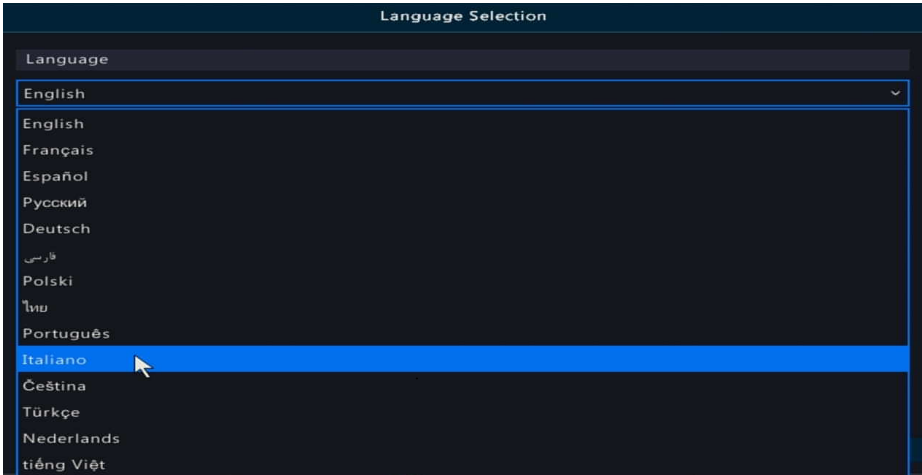 Language Selection
Language
English
English
Français
Español
Русский
Deutsch
فارسی
Polski
ไทย
Português
Italiano
Čeština
Türkçe
Nederlands
tiếng Việt